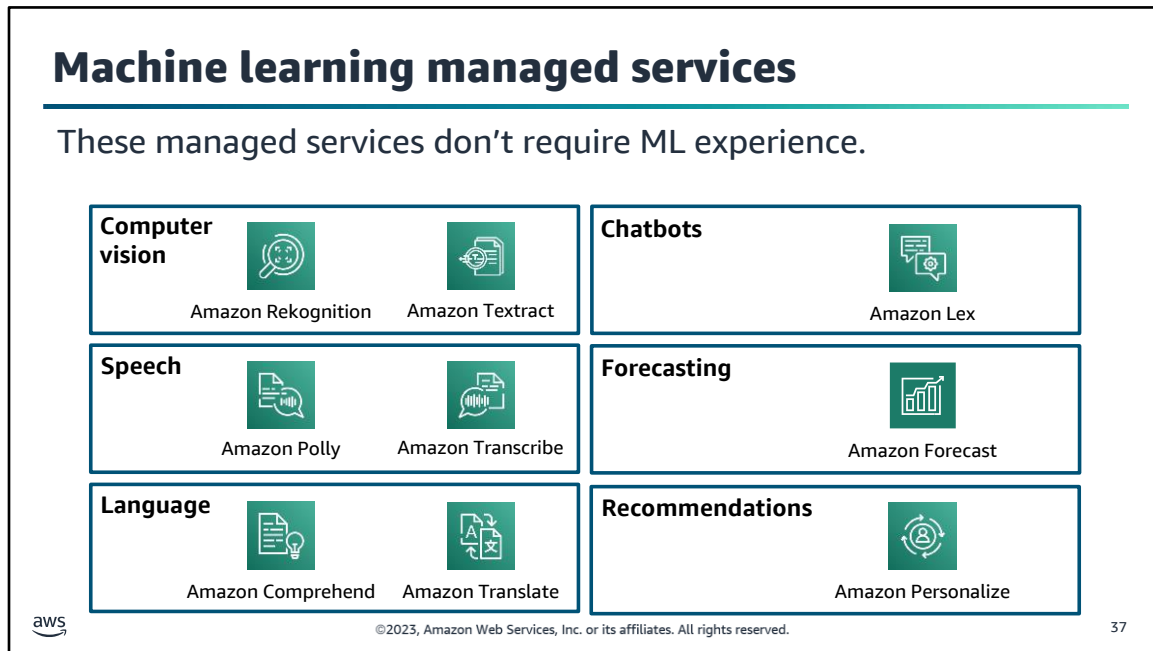 Machine learning managed services
These managed services don't require ML experience.
Computer
vision
Amazon Rekognition
Amazon Textract
Chatbots
Amazon Lex
Speech
Amazon Polly
Amazon Transcribe
Forecasting
Amazon Forecast
Language
A
文
Amazon Comprehend
Amazon Translate
Recommendations
Amazon Personalize
aws
©2023, Amazon Web Services, Inc. or its affiliates. All rights reserved.
37